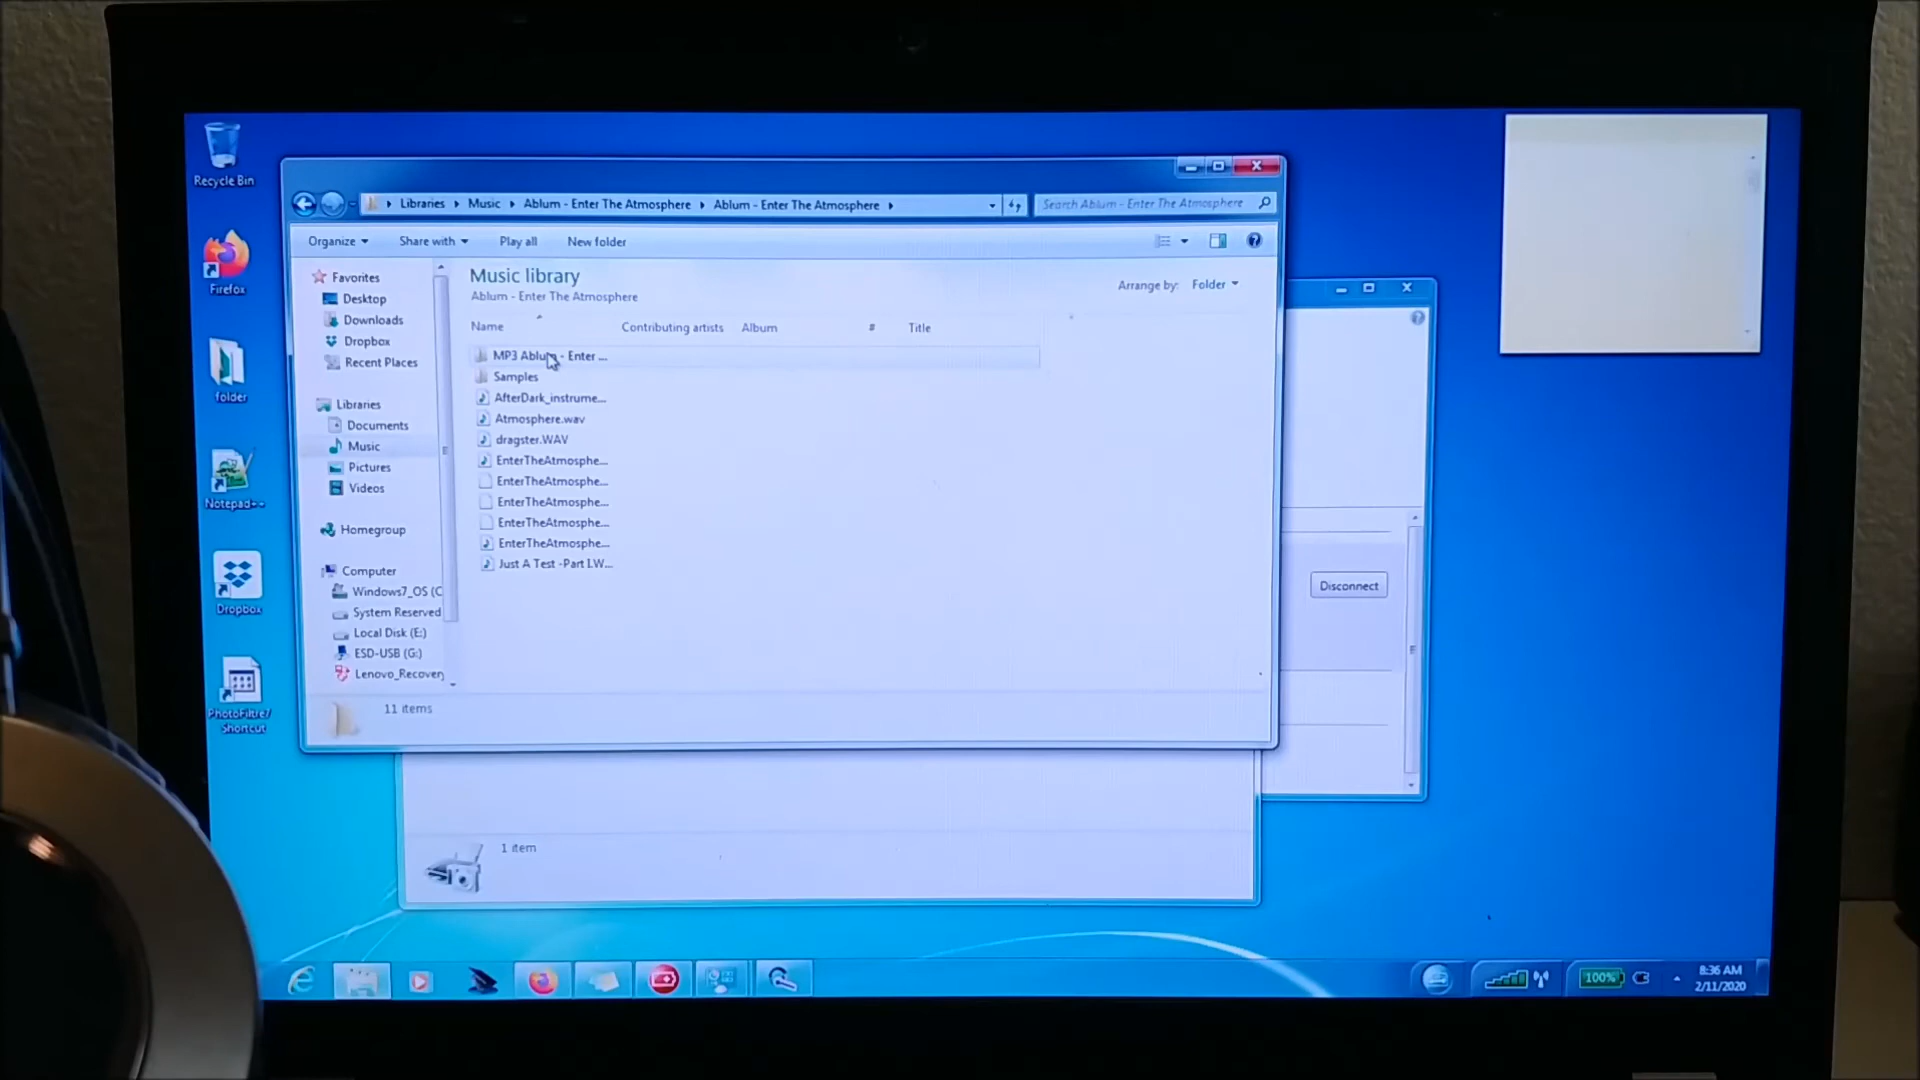 Recycle Bin
Firefox
folder
Notepad++
Dropbox
PhotoFiltre7
Shortcut
Libraries Music Ablum - Enter The Atmosphere Ablum - Enter The Atmosphere
Search Ablum - Enter The Atmosphere
Organize Share with Play all New folder
Favorites
Desktop
Downloads
Dropbox
Recent Places
Libraries
Documents
Music
Pictures
Videos
Homegroup
Computer
Windows7_OS (C
System Reserved
Local Disk (E:)
ESD-USB (G:)
Lenovo_Recovery
Music library
Ablum - Enter The Atmosphere
Arrange by: Folder
Name Contributing artists Album # Title
MP3 Ablum - Enter ...
Samples
AfterDark_instrume...
Atmosphere.wav
dragster.WAV
EnterTheAtmosphe...
EnterTheAtmosphe...
EnterTheAtmosphe...
EnterTheAtmosphe...
EnterTheAtmosphe...
Just A Test -Part I.W...
11 items
Disconnect
1 item
100%
8:36 AM
2/11/2020